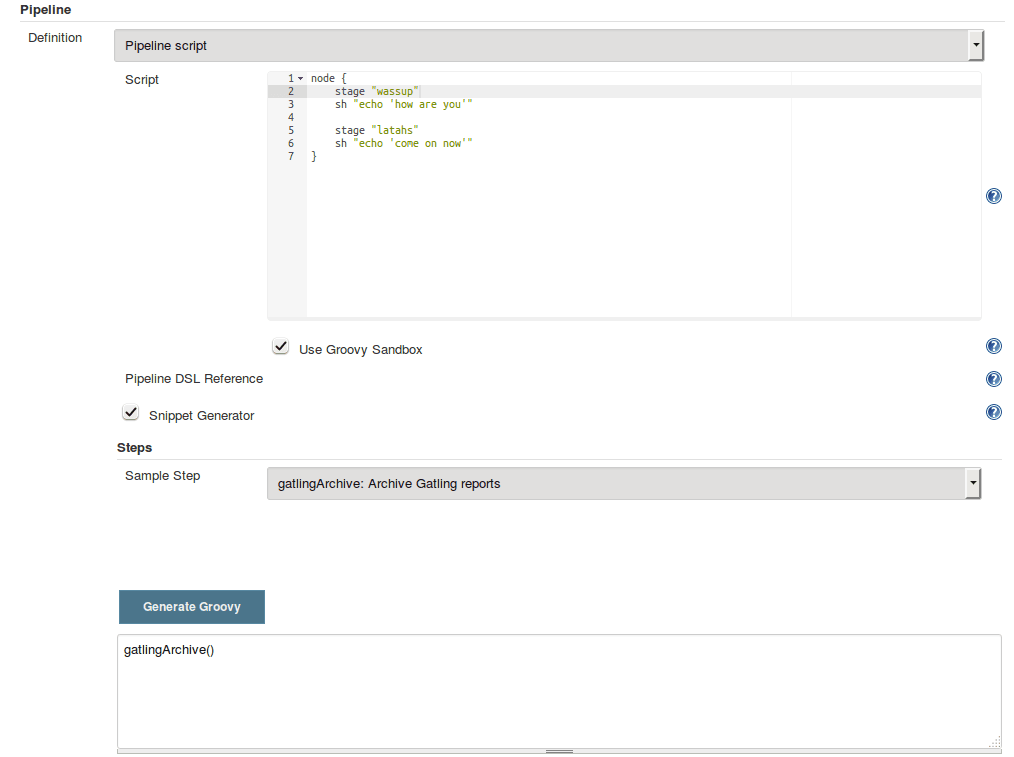 Pipeline
Definition
Pipeline script
Script
1 node {
2     stage "wassup"
3     sh "echo 'how are you'"
4
5     stage "latahs"
6     sh "echo 'come on now'"
7 }
?
Use Groovy Sandbox
?
Pipeline DSL Reference
?
Snippet Generator
?
Steps
Sample Step
gatlingArchive: Archive Gatling reports
Generate Groovy
gatlingArchive()